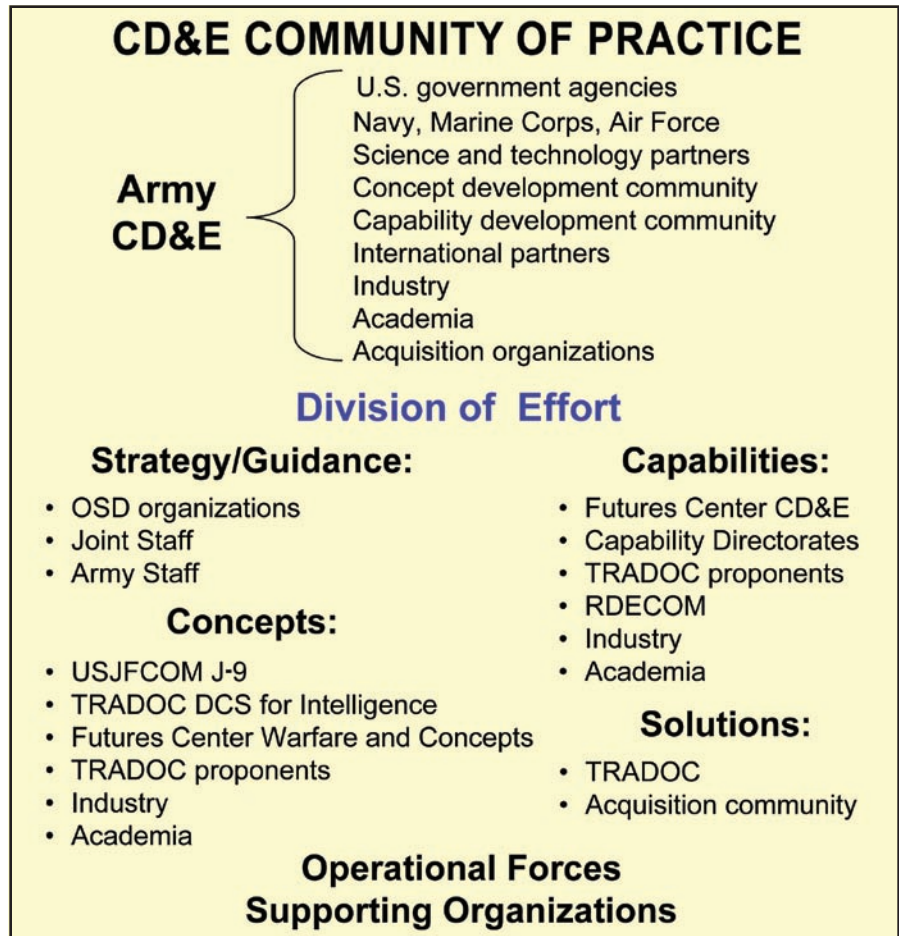 CD&E COMMUNITY OF PRACTICE
Army
CD&E
U.S. government agencies
Navy, Marine Corps, Air Force
Science and technology partners
Concept development community
Capability development community
International partners
Industry
Academia
Acquisition organizations
Division of Effort
Strategy/Guidance:
• OSD organizations
• Joint Staff
• Army Staff
Concepts:
• USJFCOM J-9
• TRADOC DCS for Intelligence
• Futures Center Warfare and Concepts
• TRADOC proponents
• Industry
• Academia
Capabilities:
• Futures Center CD&E
• Capability Directorates
• TRADOC proponents
• RDECOM
• Industry
• Academia
Solutions:
• TRADOC
• Acquisition community
Operational Forces
Supporting Organizations